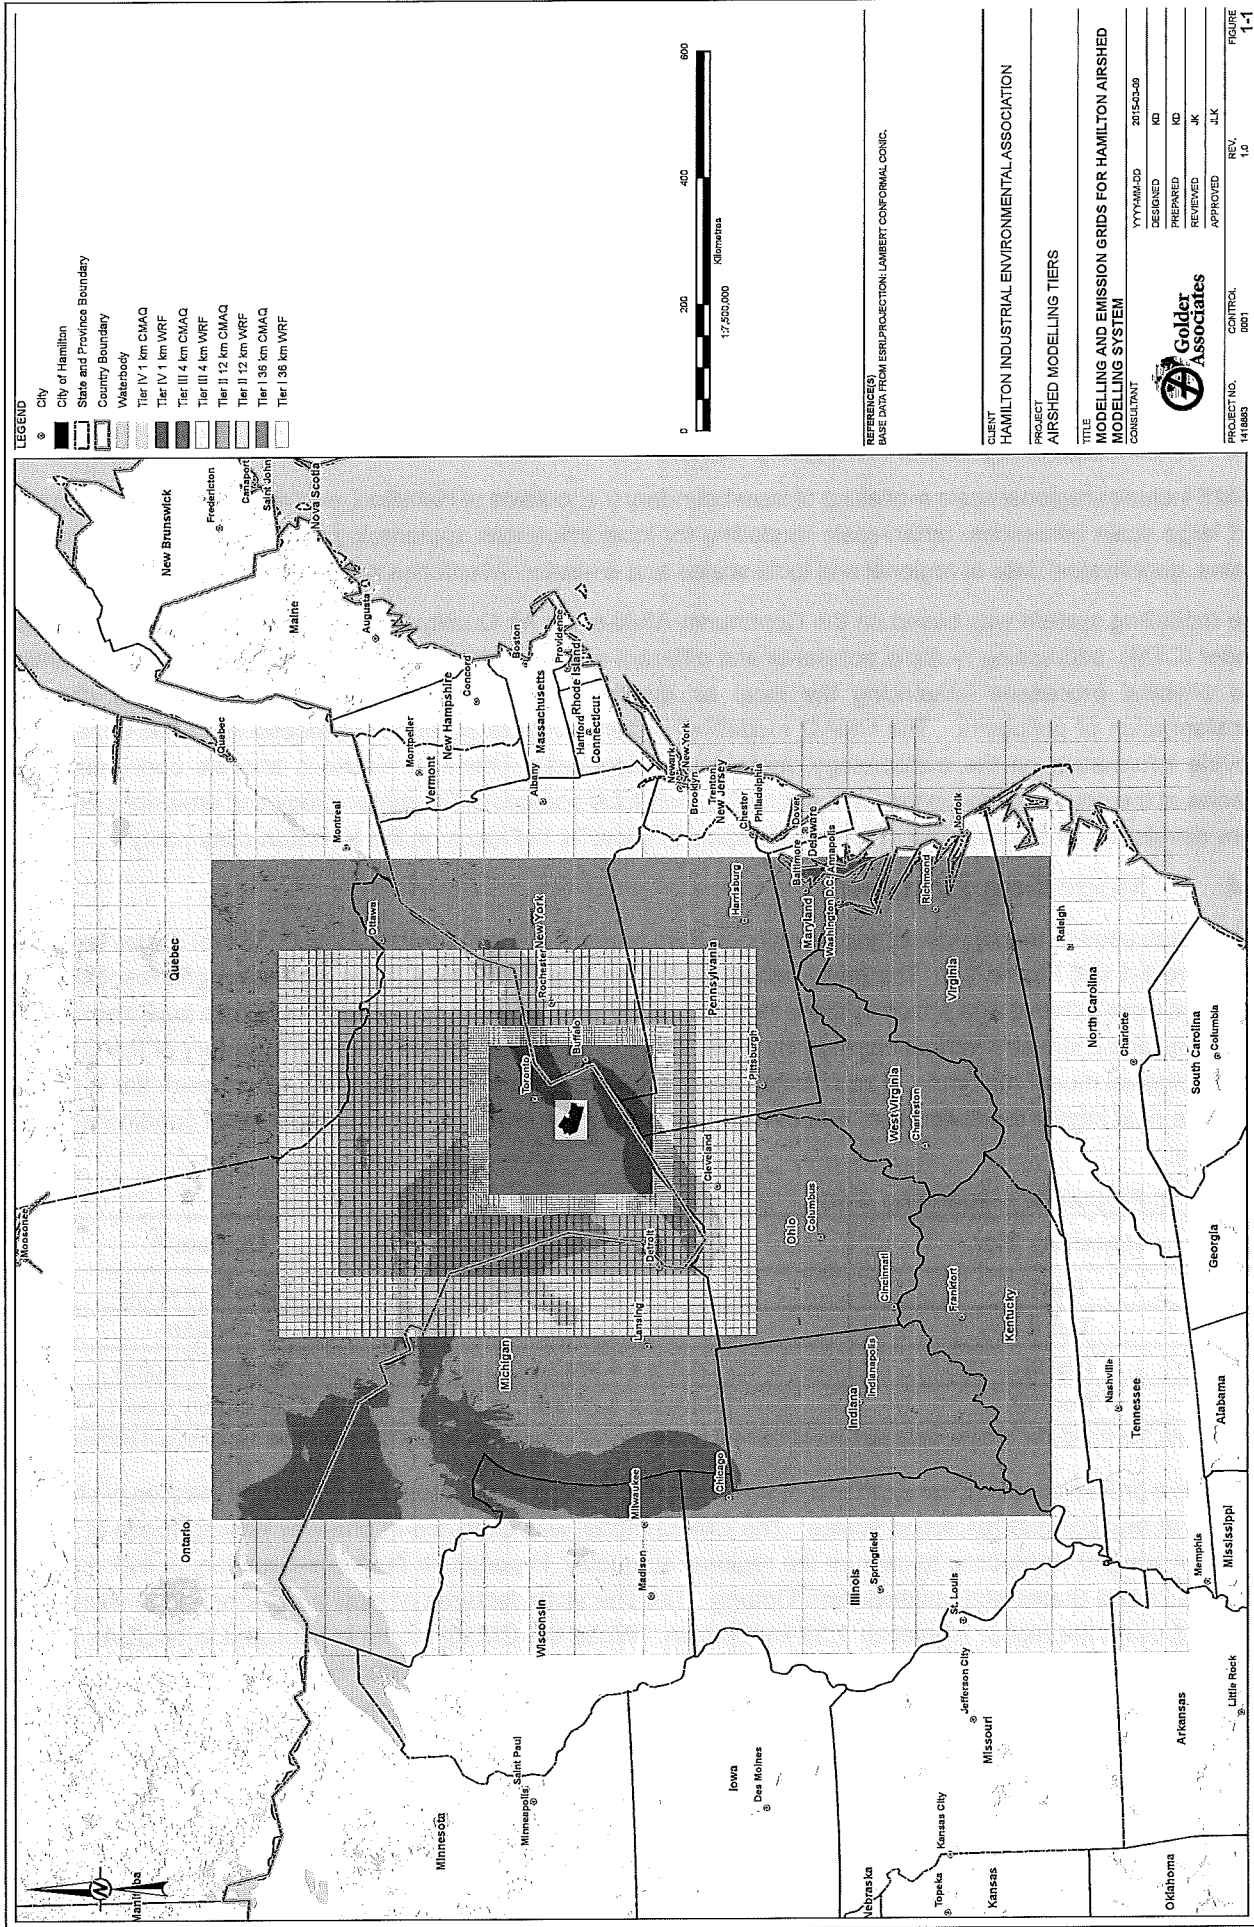 LEGEND
City
City of Hamilton
State and Province Boundary
Country Boundary
Waterbody
Tier IV 1 km CMAQ
Tier IV 1 km WRF
Tier III 4 km CMAQ
Tier III 4 km WRF
Tier II 12 km CMAQ
Tier II 12 km WRF
Tier I 36 km CMAQ
Tier I 36 km WRF
0 200 400 600
1:7,500,000 Kilometres
REFERENCE(S)
BASE DATA FROM ESRI, PROJECTION: LAMBERT CONFORMAL CONIC.
CLIENT
HAMILTON INDUSTRIAL ENVIRONMENTAL ASSOCIATION
PROJECT
AIRSHED MODELLING TIERS
TITLE
MODELLING AND EMISSION GRIDS FOR HAMILTON AIRSHED
MODELLING SYSTEM
CONSULTANT
YYYY-MM-DD 2015-03-09
DESIGNED KD
PREPARED KD
REVIEWED JK
APPROVED JLK
Golder
Associates
PROJECT NO. CONTROL REV. FIGURE
1418883 0001 1.0 1-1
N
Manitoba
Ontario
Moosonee
Quebec
Quebec
New Brunswick
Fredericton
Canaport
Saint John
Nova Scotia
Maine
Augusta
Montreal
Ottawa
Montpelier
Vermont
New Hampshire
Concord
Boston
Massachusetts
Providence
Rhode Island
Hartford
Connecticut
Albany
New York
Rochester
Buffalo
Toronto
Michigan
Lansing
Detroit
Minnesota
Minneapolis
Saint Paul
Wisconsin
Madison
Milwaukee
Chicago
Iowa
Des Moines
Cleveland
Pennsylvania
Pittsburgh
Harrisburg
Newark
New York
Brooklyn
Trenton
New Jersey
Philadelphia
Chester
Dover
Delaware
Baltimore
Annapolis
Maryland
Washington D.C.
Ohio
Columbus
Cincinnati
Indiana
Indianapolis
Illinois
Springfield
St. Louis
Jefferson City
Missouri
Kansas City
Topeka
Kansas
Nebraska
Oklahoma
Arkansas
Little Rock
Memphis
Mississippi
Alabama
Georgia
Tennessee
Nashville
Kentucky
Frankfort
West Virginia
Charleston
Virginia
Richmond
Norfolk
Raleigh
North Carolina
Charlotte
South Carolina
Columbia